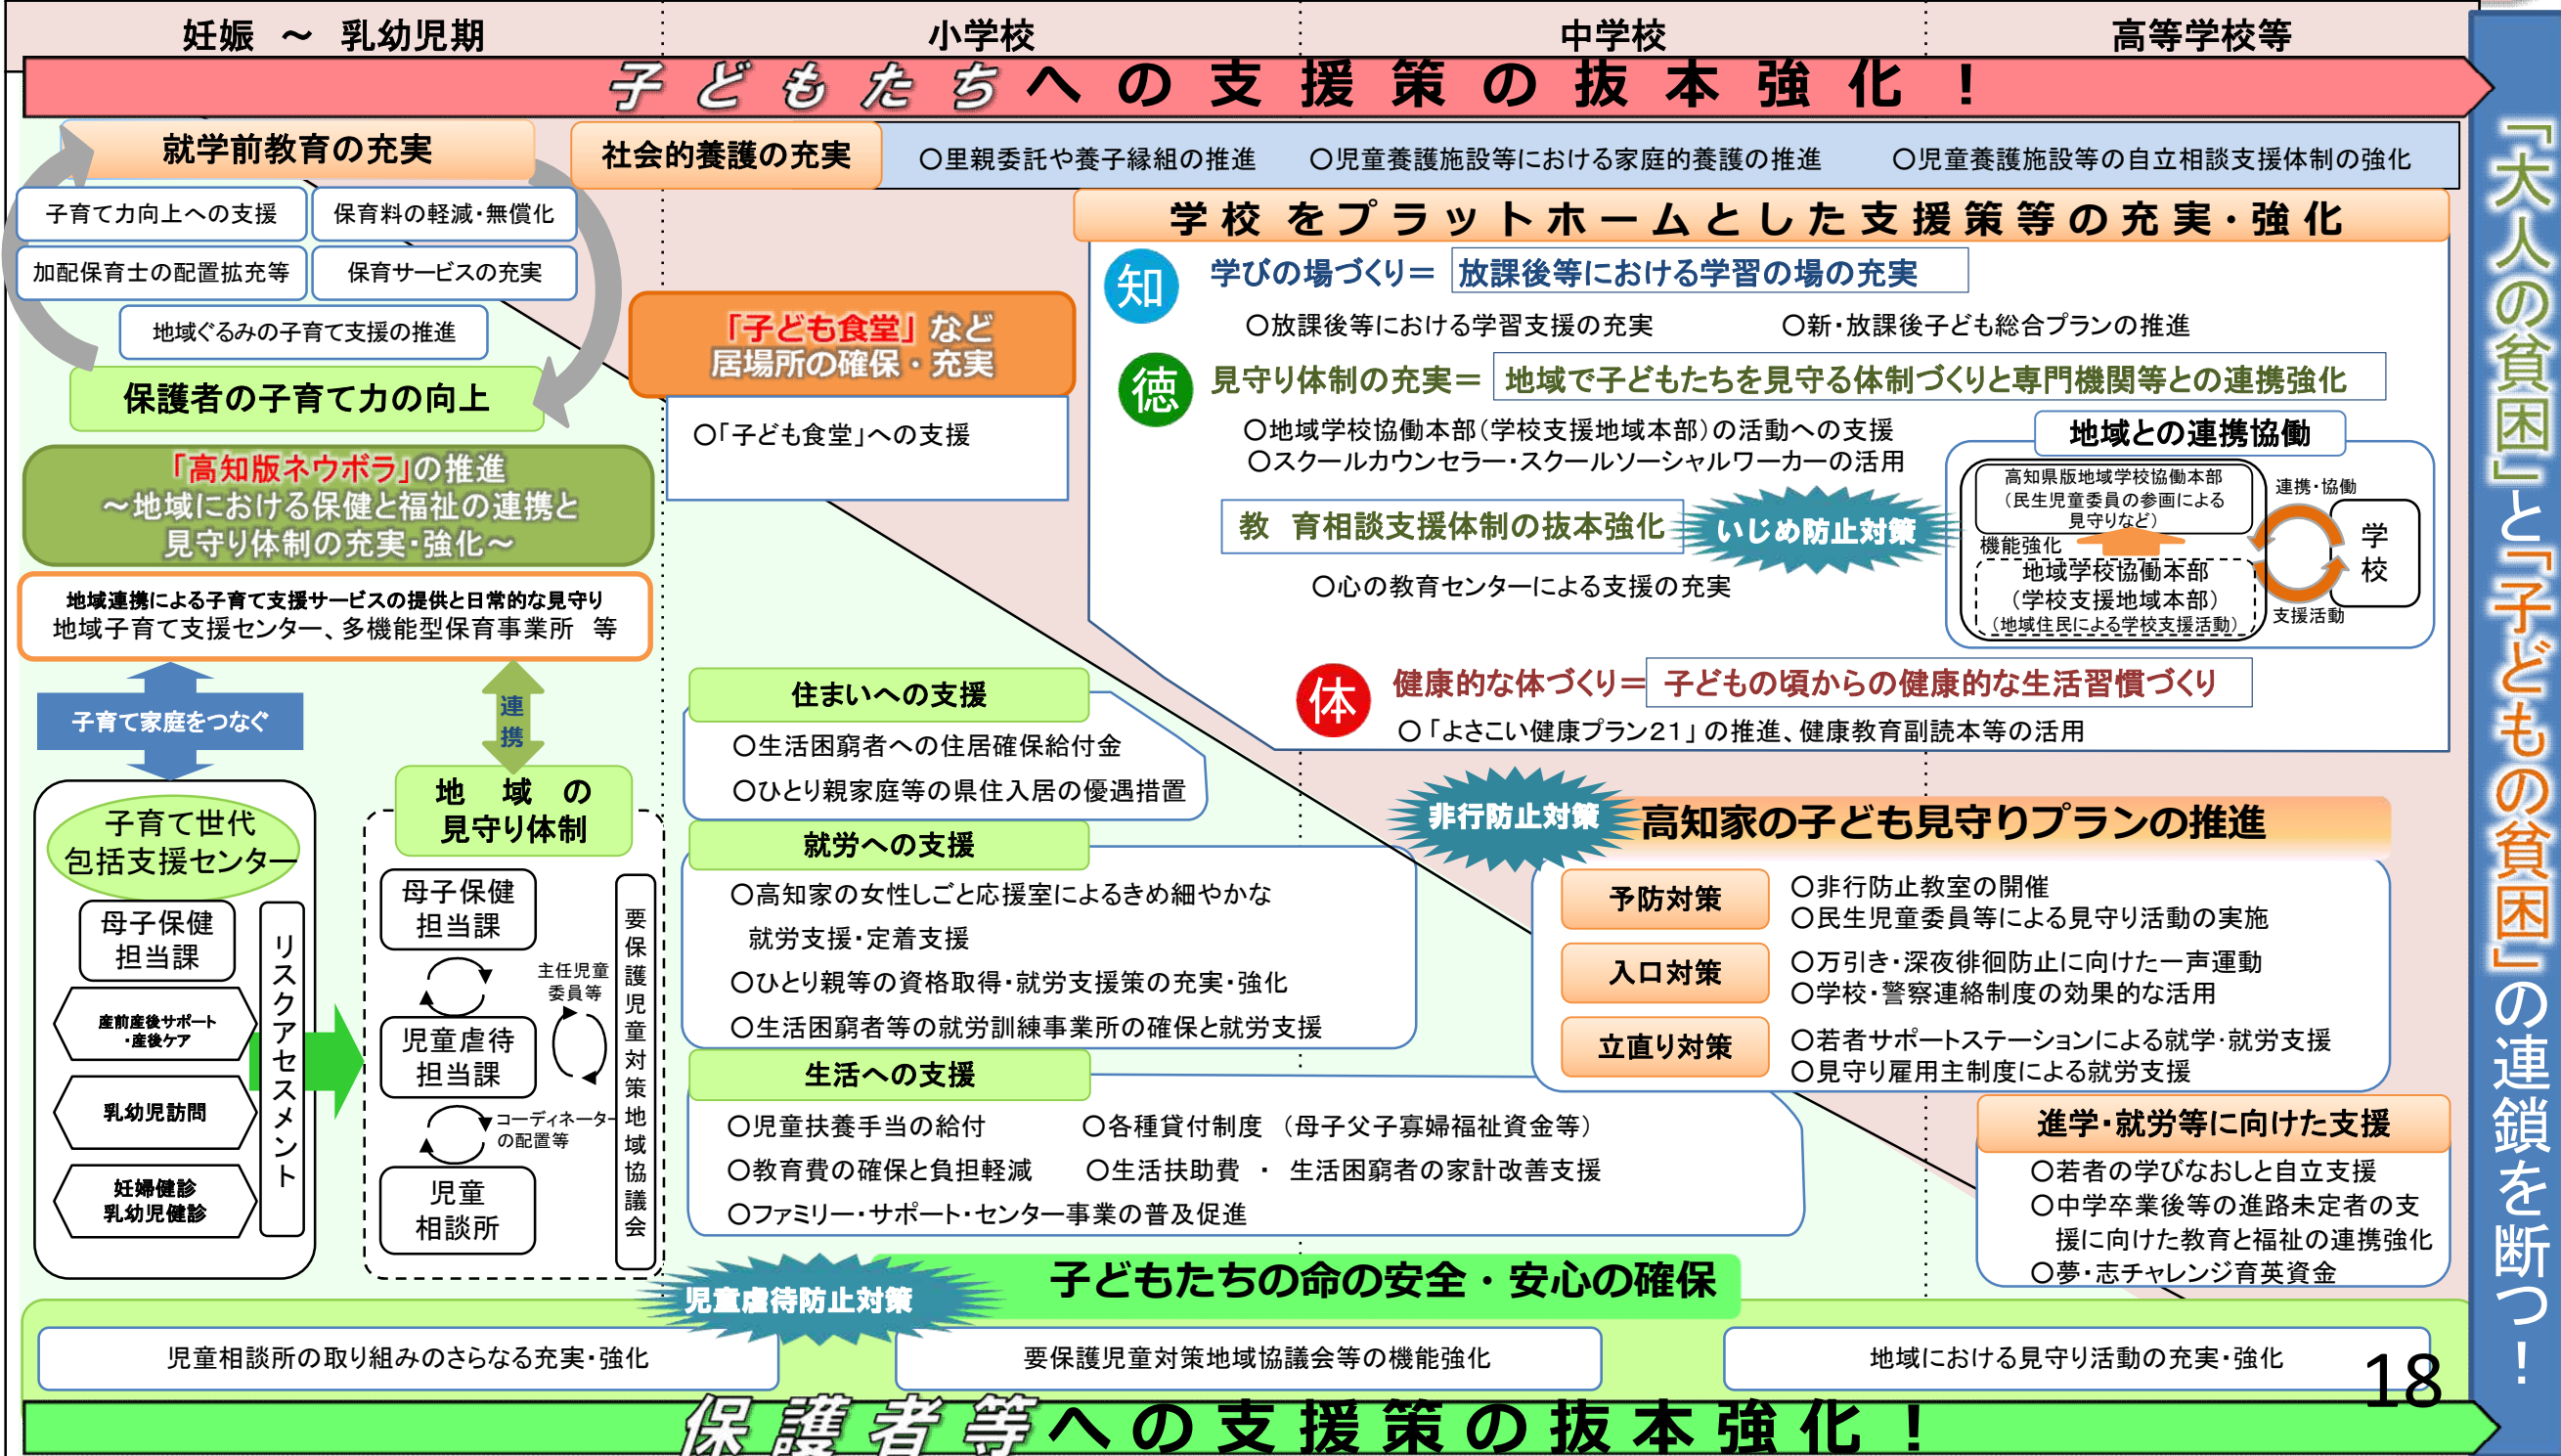 妊娠 ～ 乳幼児期
小学校
中学校
高等学校等
子どもたちへの支援策の抜本強化！
就学前教育の充実
子育て力向上への支援
保育料の軽減・無償化
加配保育士の配置拡充等
保育サービスの充実
地域ぐるみの子育て支援の推進
保護者の子育て力の向上
社会的養護の充実
○里親委託や養子縁組の推進
○児童養護施設等における家庭的養護の推進
○児童養護施設等の自立相談支援体制の強化
「子ども食堂」など
居場所の確保・充実
○「子ども食堂」への支援
学校をプラットホームとした支援策等の充実・強化
知
学びの場づくり＝ 放課後等における学習の場の充実
○放課後等における学習支援の充実
○新・放課後子ども総合プランの推進
徳
見守り体制の充実＝ 地域で子どもたちを見守る体制づくりと専門機関等との連携強化
○地域学校協働本部（学校支援地域本部）の活動への支援
○スクールカウンセラー・スクールソーシャルワーカーの活用
教 育相談支援体制の抜本強化
いじめ防止対策
○心の教育センターによる支援の充実
地域との連携協働
高知県版地域学校協働本部
（民生児童委員の参画による
見守りなど）
機能強化
地域学校協働本部
（学校支援地域本部）
（地域住民による学校支援活動）
連携・協働
学
校
支援活動
体
健康的な体づくり＝ 子どもの頃からの健康的な生活習慣づくり
○「よさこい健康プラン２１」の推進、健康教育副読本等の活用
「高知版ネウボラ」の推進
～地域における保健と福祉の連携と
見守り体制の充実・強化～
地域連携による子育て支援サービスの提供と日常的な見守り
地域子育て支援センター、多機能型保育事業所 等
子育て家庭をつなぐ
連
携
子育て世代
包括支援センター
母子保健
担当課
産前産後サポート
・産後ケア
乳幼児訪問
妊婦健診
乳幼児健診
リスクアセスメント
地 域 の
見守り体制
母子保健
担当課
主任児童
委員等
児童虐待
担当課
コーディネーター
の配置等
児童
相談所
要保護児童対策地域協議会
住まいへの支援
○生活困窮者への住居確保給付金
○ひとり親家庭等の県住入居の優遇措置
就労への支援
○高知家の女性しごと応援室によるきめ細やかな
就労支援・定着支援
○ひとり親等の資格取得・就労支援策の充実・強化
○生活困窮者等の就労訓練事業所の確保と就労支援
生活への支援
○児童扶養手当の給付
○各種貸付制度 （母子父子寡婦福祉資金等）
○教育費の確保と負担軽減
○生活扶助費 ・ 生活困窮者の家計改善支援
○ファミリー・サポート・センター事業の普及促進
非行防止対策
高知家の子ども見守りプランの推進
予防対策
○非行防止教室の開催
○民生児童委員等による見守り活動の実施
入口対策
○万引き・深夜徘徊防止に向けた一声運動
○学校・警察連絡制度の効果的な活用
立直り対策
○若者サポートステーションによる就学・就労支援
○見守り雇用主制度による就労支援
進学・就労等に向けた支援
○若者の学びなおしと自立支援
○中学卒業後等の進路未定者の支
援に向けた教育と福祉の連携強化
○夢・志チャレンジ育英資金
児童虐待防止対策
子どもたちの命の安全・安心の確保
児童相談所の取り組みのさらなる充実・強化
要保護児童対策地域協議会等の機能強化
地域における見守り活動の充実・強化
18
保護者等への支援策の抜本強化！
「大人の貧困」と「子どもの貧困」の連鎖を断つ！